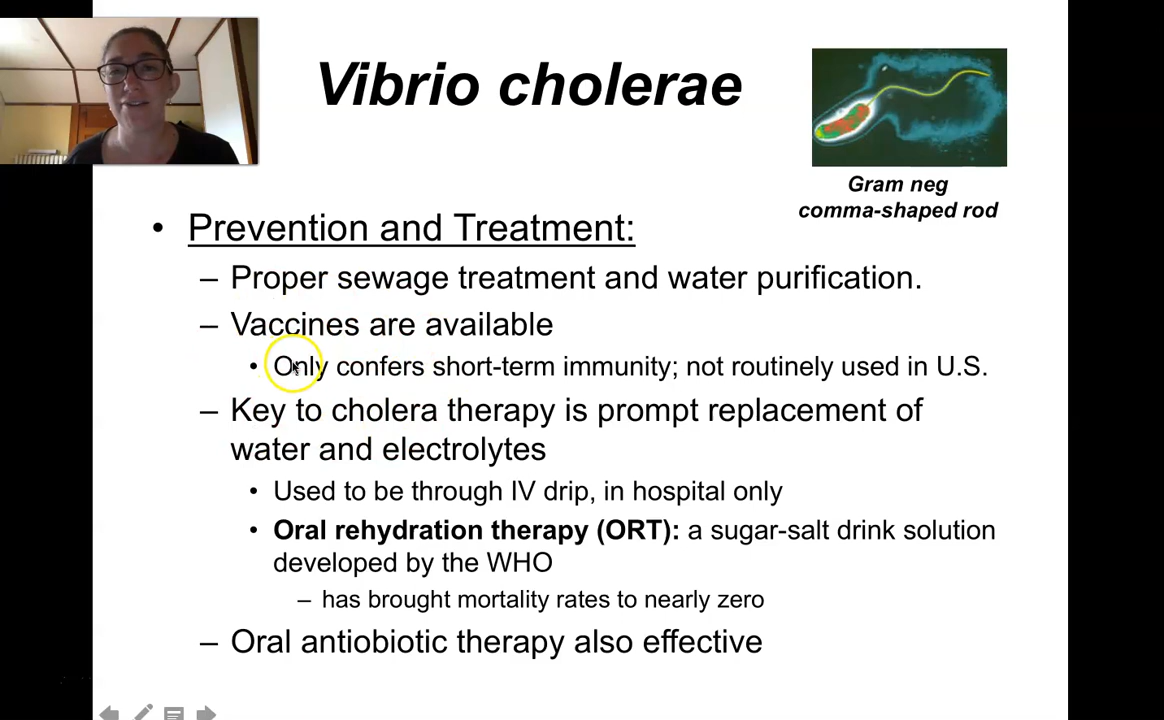 Vibrio cholerae
Gram neg
comma-shaped rod
• Prevention and Treatment:
– Proper sewage treatment and water purification.
– Vaccines are available
• Only confers short-term immunity; not routinely used in U.S.
– Key to cholera therapy is prompt replacement of
water and electrolytes
• Used to be through IV drip, in hospital only
• Oral rehydration therapy (ORT): a sugar-salt drink solution
developed by the WHO
– has brought mortality rates to nearly zero
– Oral antiobiotic therapy also effective